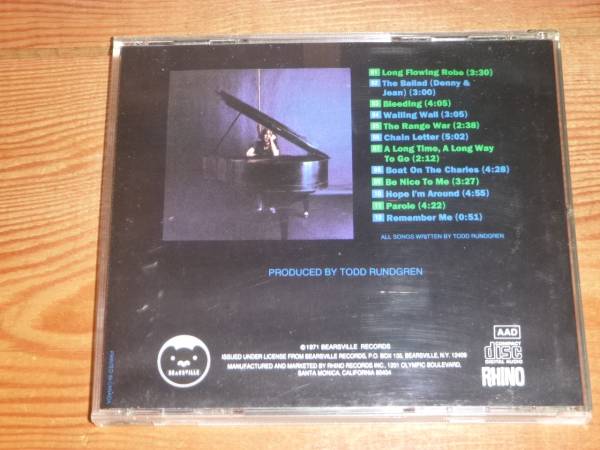 01 Long Flowing Robe (3:30)
02 The Ballad (Denny &
Jean) (3:00)
03 Bleeding (4:05)
04 Wailing Wall (3:05)
05 The Range War (2:38)
06 Chain Letter (5:02)
07 A Long Time, A Long Way
To Go (2:12)
08 Boat On The Charles (4:28)
09 Be Nice To Me (3:27)
10 Hope I'm Around (4:55)
11 Parole (4:22)
12 Remember Me (0:51)
ALL SONGS WRITTEN BY TODD RUNDGREN
PRODUCED BY TODD RUNDGREN
BEARSVILLE
©1971 BEARSVILLE RECORDS
ISSUED UNDER LICENSE FROM BEARSVILLE RECORDS, P.O. BOX 135, BEARSVILLE, N.Y. 12409
MANUFACTURED AND MARKETED BY RHINO RECORDS INC., 1201 OLYMPIC BOULEVARD,
SANTA MONICA, CALIFORNIA 90404
AAD
COMPACT
disc
DIGITAL AUDIO
RHINO